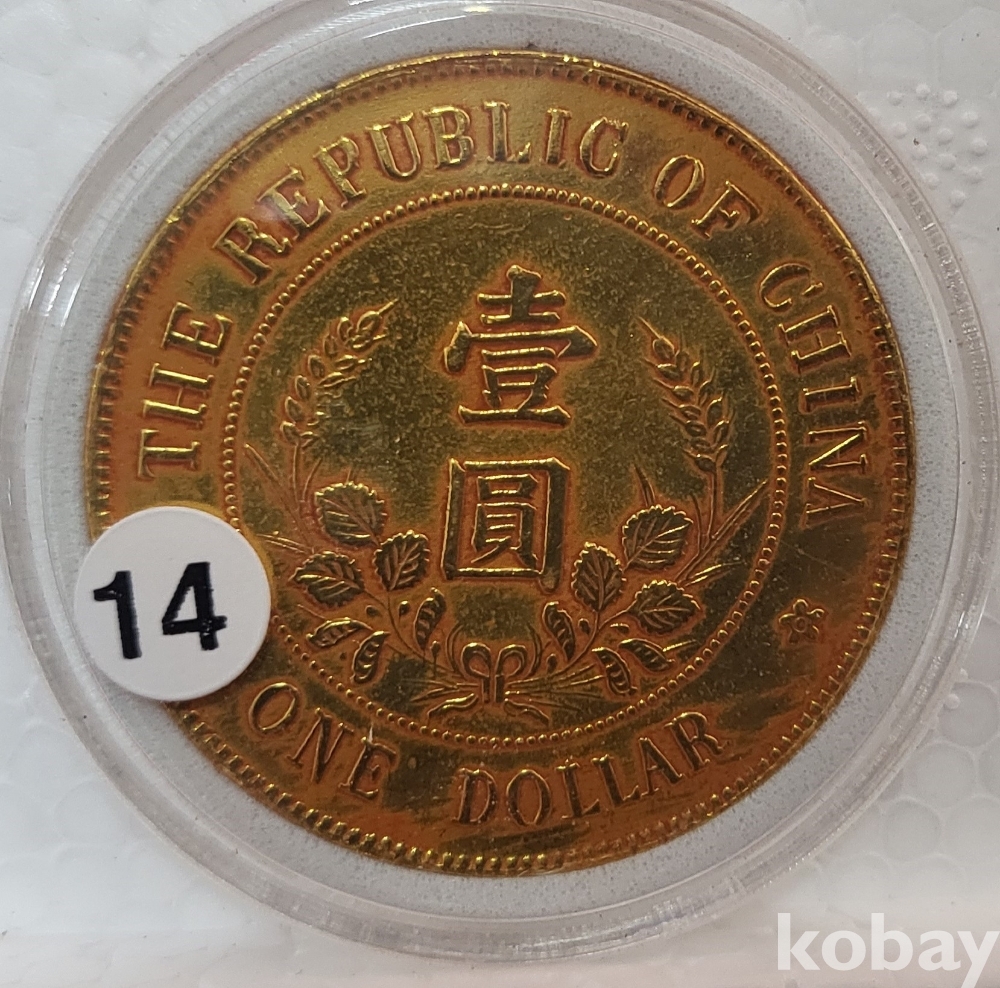 THE REPUBLIC OF CHINA
壹
圓
14
ONE DOLLAR
kobay